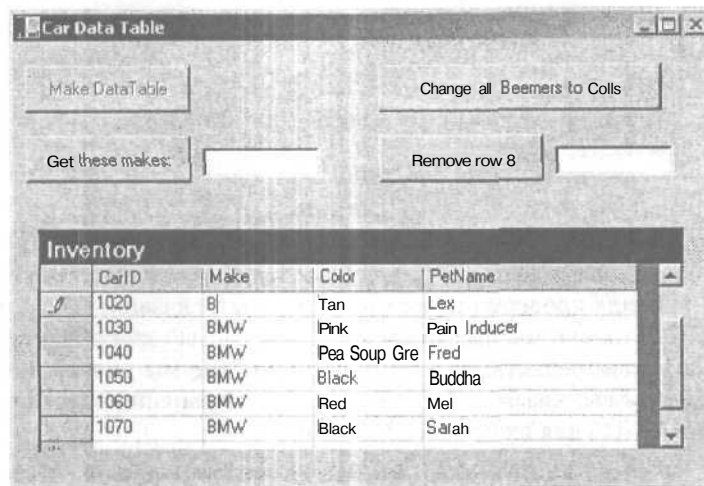 Car Data Table
Make DataTable
Change all Beemers to Colls
Get these makes:
Remove row 8
Inventory
CarID Make Color PetName
1020 B Tan Lex
1030 BMW Pink Pain Inducer
1040 BMW Pea Soup Gre Fred
1050 BMW Black Buddha
1060 BMW Red Mel
1070 BMW Black Sarah